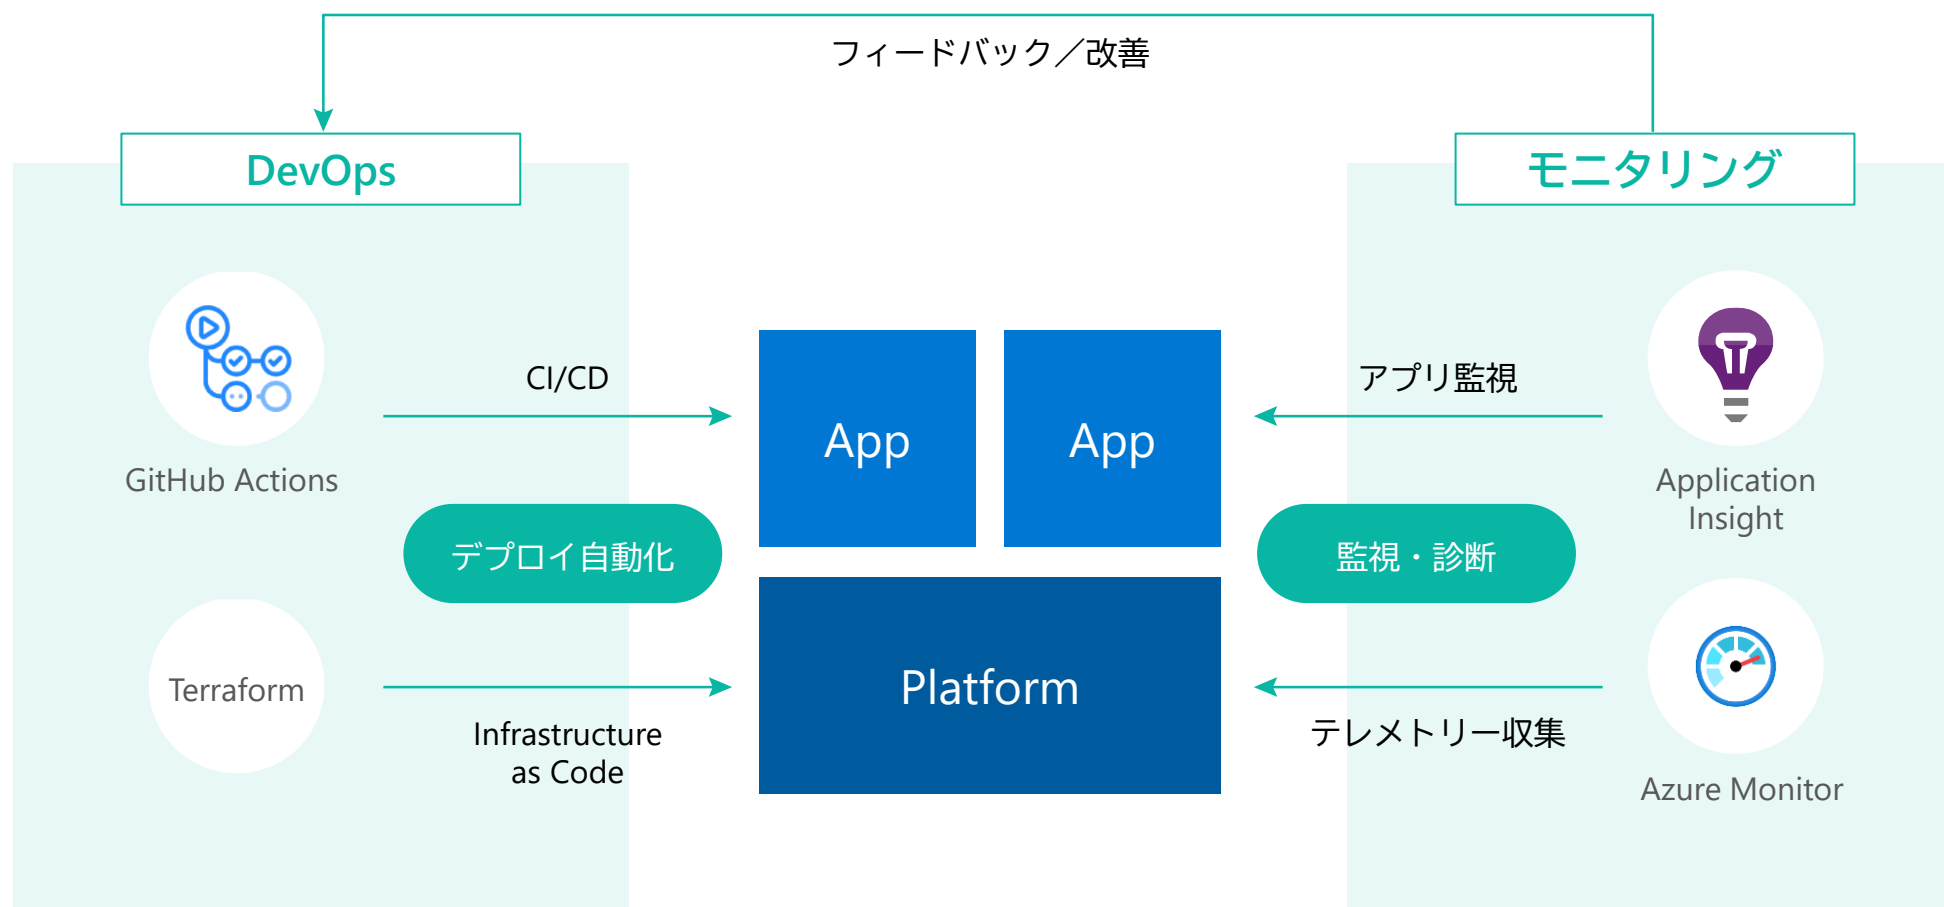 フィードバック／改善
DevOps
モニタリング
GitHub Actions
CI/CD
デプロイ自動化
Terraform
Infrastructure
as Code
App
App
Platform
アプリ監視
監視・診断
テレメトリー収集
Application
Insight
Azure Monitor